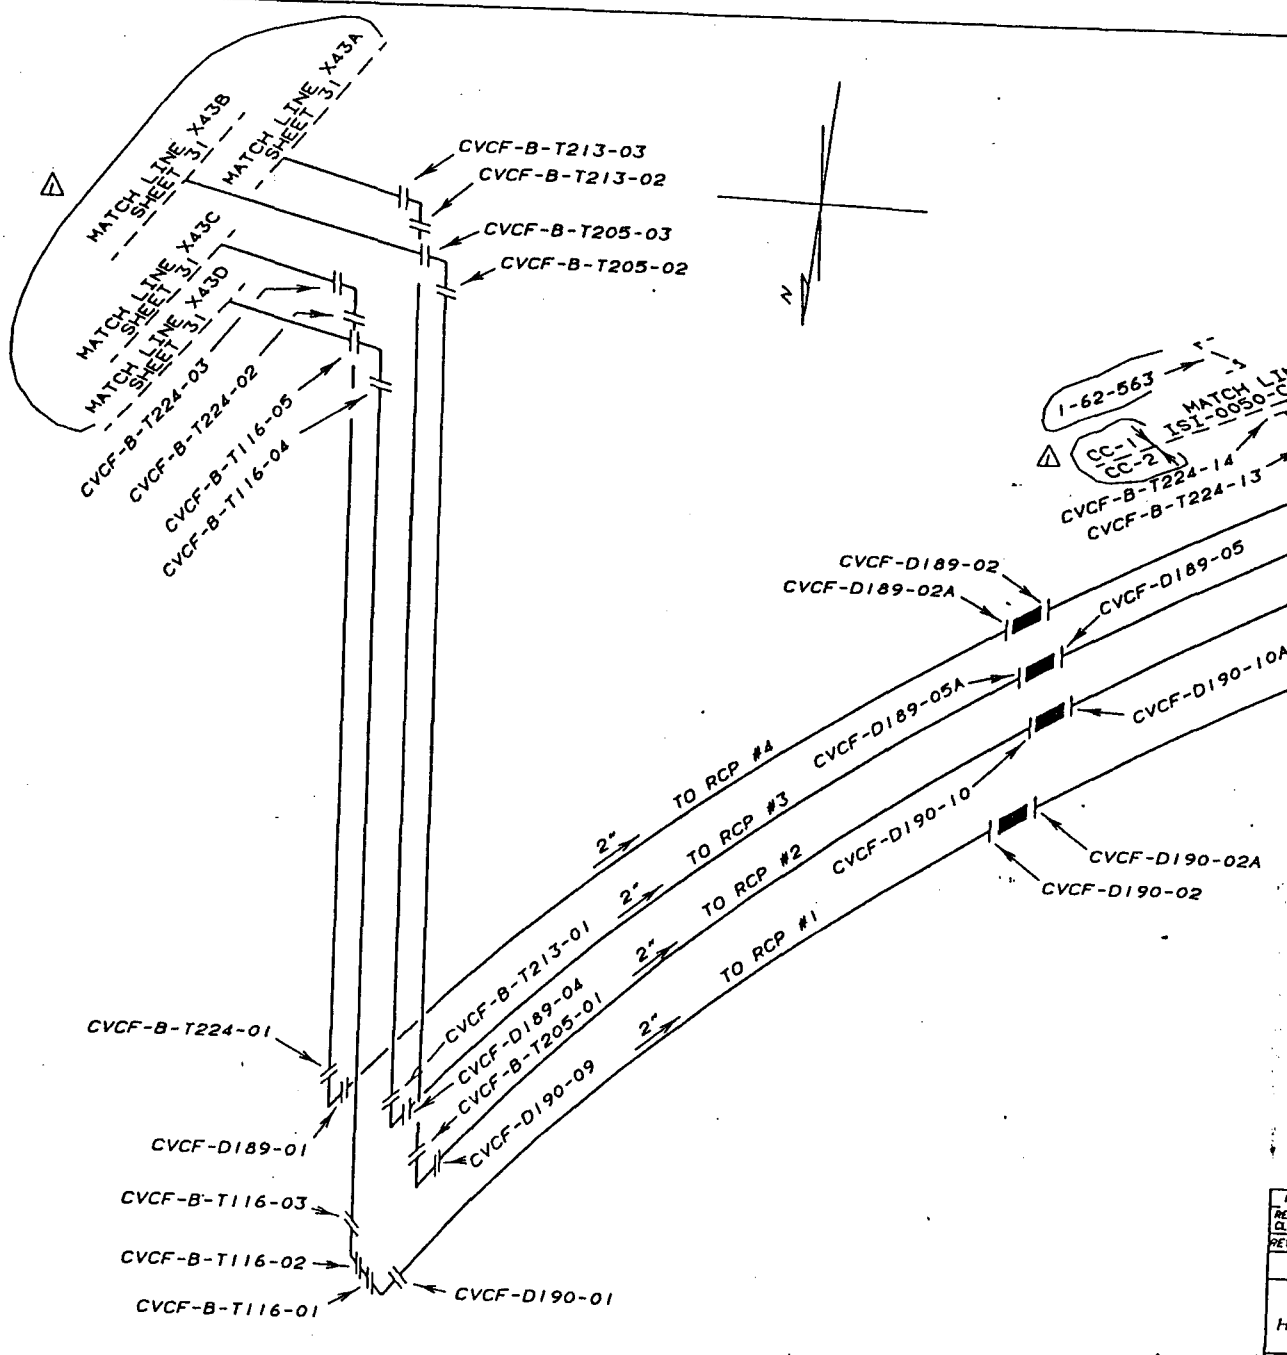 MATCH LINE X43A
SHEET 31
MATCH LINE X43B
SHEET 31
MATCH LINE X43C
SHEET 31
MATCH LINE X43D
SHEET 31
1
CVCF-B-T213-03
CVCF-B-T213-02
CVCF-B-T205-03
CVCF-B-T205-02
N
CVCF-B-T224-03
CVCF-B-T224-02
CVCF-B-T116-05
CVCF-B-T116-04
1-62-563
MATCH LIN
ISI-0050-C
1
CC-1
CC-2
CVCF-B-T224-14
CVCF-B-T224-13
CVCF-D189-02
CVCF-D189-02A
CVCF-D189-05
CVCF-D189-05A
CVCF-D190-10A
CVCF-D190-10
CVCF-D190-02A
CVCF-D190-02
2" TO RCP #4
2" TO RCP #3
2" TO RCP #2
2" TO RCP #1
CVCF-B-T213-01
CVCF-D189-04
CVCF-B-T205-01
CVCF-D190-09
CVCF-B-T224-01
CVCF-D189-01
CVCF-B-T116-03
CVCF-B-T116-02
CVCF-B-T116-01
CVCF-D190-01